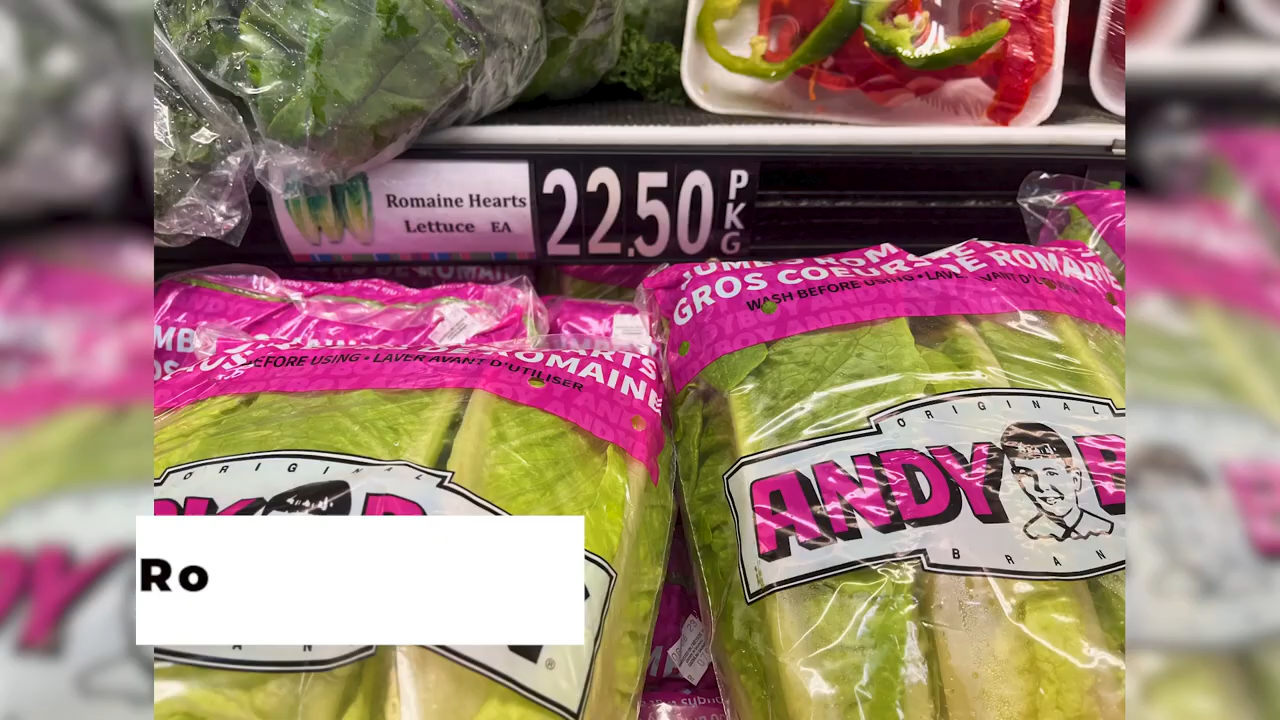 Romaine Hearts
Lettuce EA
22.50
PKG
GROS COEURS DE ROMAINE
WASH BEFORE USING • LAVER AVANT D'UTILISER
BEFORE USING • LAVER AVANT D'UTILISER
ROMAINE
ORIGINAL
ANDY B
BRAN
ORIGINAL
Ro